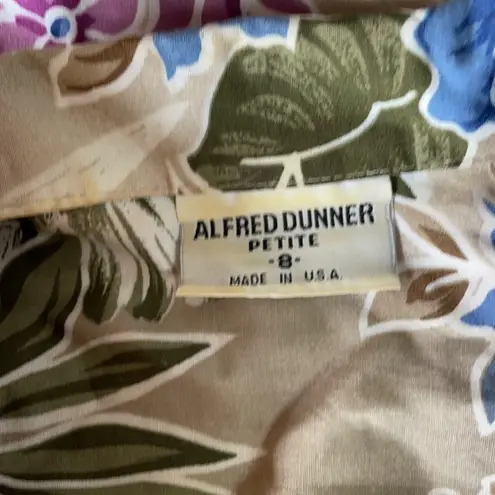 ALFRED DUNNER
PETITE
-8-
MADE IN U.S.A.